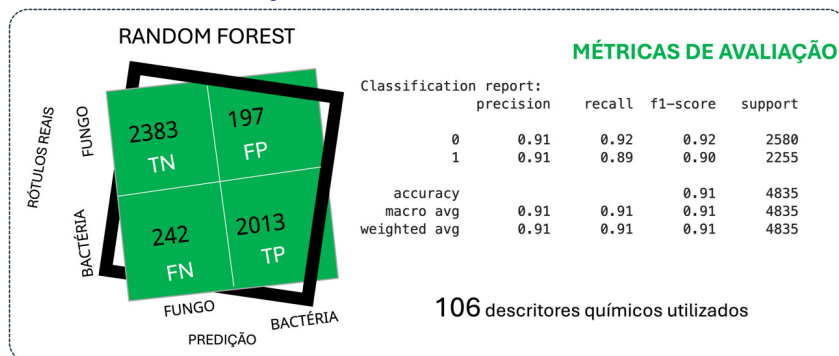 RANDOM FOREST
RÓTULOS REAIS
FUNGO
BACTÉRIA
2383
TN
197
FP
242
FN
2013
TP
FUNGO
BACTÉRIA
PREDIÇÃO
MÉTRICAS DE AVALIAÇÃO
Classification report:
precision recall f1-score support
0 0.91 0.92 0.92 2580
1 0.91 0.89 0.90 2255
accuracy 0.91 4835
macro avg 0.91 0.91 0.91 4835
weighted avg 0.91 0.91 0.91 4835
106 descritores químicos utilizados